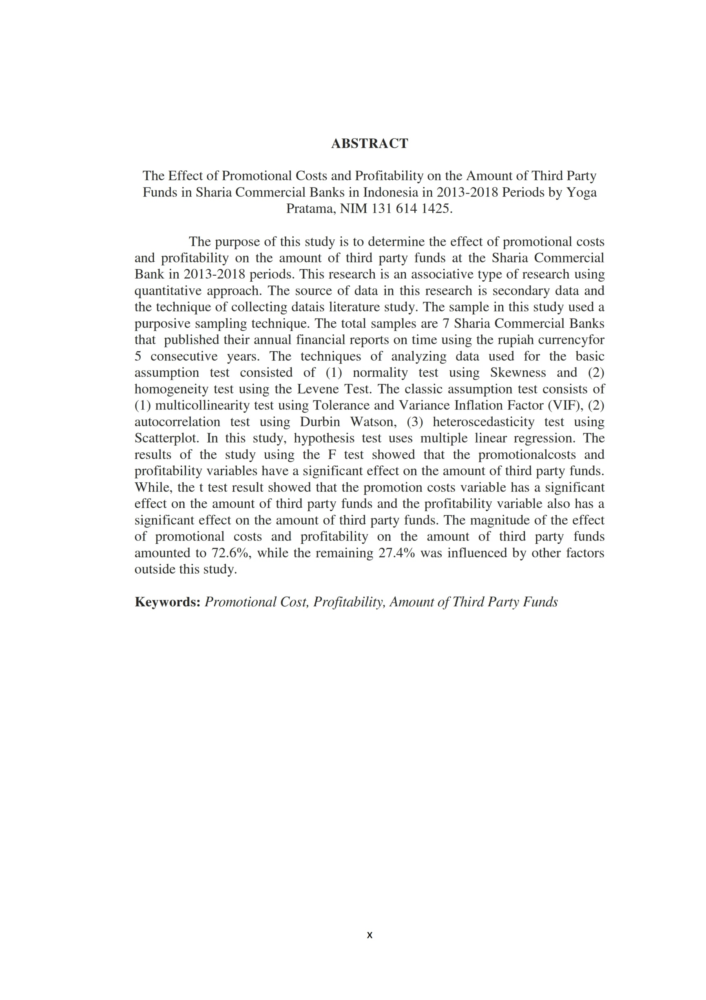 ABSTRACT
The Effect of Promotional Costs and Profitability on the Amount of Third Party
Funds in Sharia Commercial Banks in Indonesia in 2013-2018 Periods by Yoga
Pratama, NIM 131 614 1425.
The purpose of this study is to determine the effect of promotional costs
and profitability on the amount of third party funds at the Sharia Commercial
Bank in 2013-2018 periods. This research is an associative type of research using
quantitative approach. The source of data in this research is secondary data and
the technique of collecting datais literature study. The sample in this study used a
purposive sampling technique. The total samples are 7 Sharia Commercial Banks
that  published their annual financial reports on time using the rupiah currencyfor
5 consecutive years. The techniques of analyzing data used for the basic
assumption test consisted of (1) normality test using Skewness and (2)
homogeneity test using the Levene Test. The classic assumption test consists of
(1) multicollinearity test using Tolerance and Variance Inflation Factor (VIF), (2)
autocorrelation test using Durbin Watson, (3) heteroscedasticity test using
Scatterplot. In this study, hypothesis test uses multiple linear regression. The
results of the study using the F test showed that the promotionalcosts and
profitability variables have a significant effect on the amount of third party funds.
While, the t test result showed that the promotion costs variable has a significant
effect on the amount of third party funds and the profitability variable also has a
significant effect on the amount of third party funds. The magnitude of the effect
of promotional costs and profitability on the amount of third party funds
amounted to 72.6%, while the remaining 27.4% was influenced by other factors
outside this study.
Keywords: Promotional Cost, Profitability, Amount of Third Party Funds
x